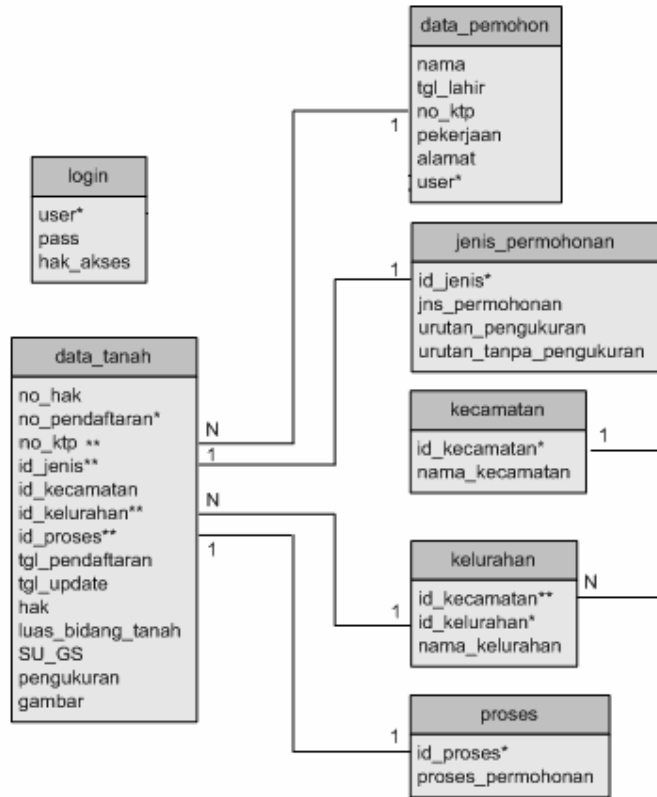 data_pemohon
nama
tgl_lahir
no_ktp
pekerjaan
alamat
user*
1
login
user*
pass
hak_akses
jenis_permohonan
id_jenis*
jns_permohonan
urutan_pengukuran
urutan_tanpa_pengukuran
1
data_tanah
no_hak
no_pendaftaran*
no_ktp **
id_jenis**
id_kecamatan
id_kelurahan**
id_proses**
tgl_pendaftaran
tgl_update
hak
luas_bidang_tanah
SU_GS
pengukuran
gambar
N
1
N
1
kecamatan
id_kecamatan*
nama_kecamatan
1
kelurahan
id_kecamatan**
id_kelurahan*
nama_kelurahan
N
1
proses
id_proses*
proses_permohonan
1